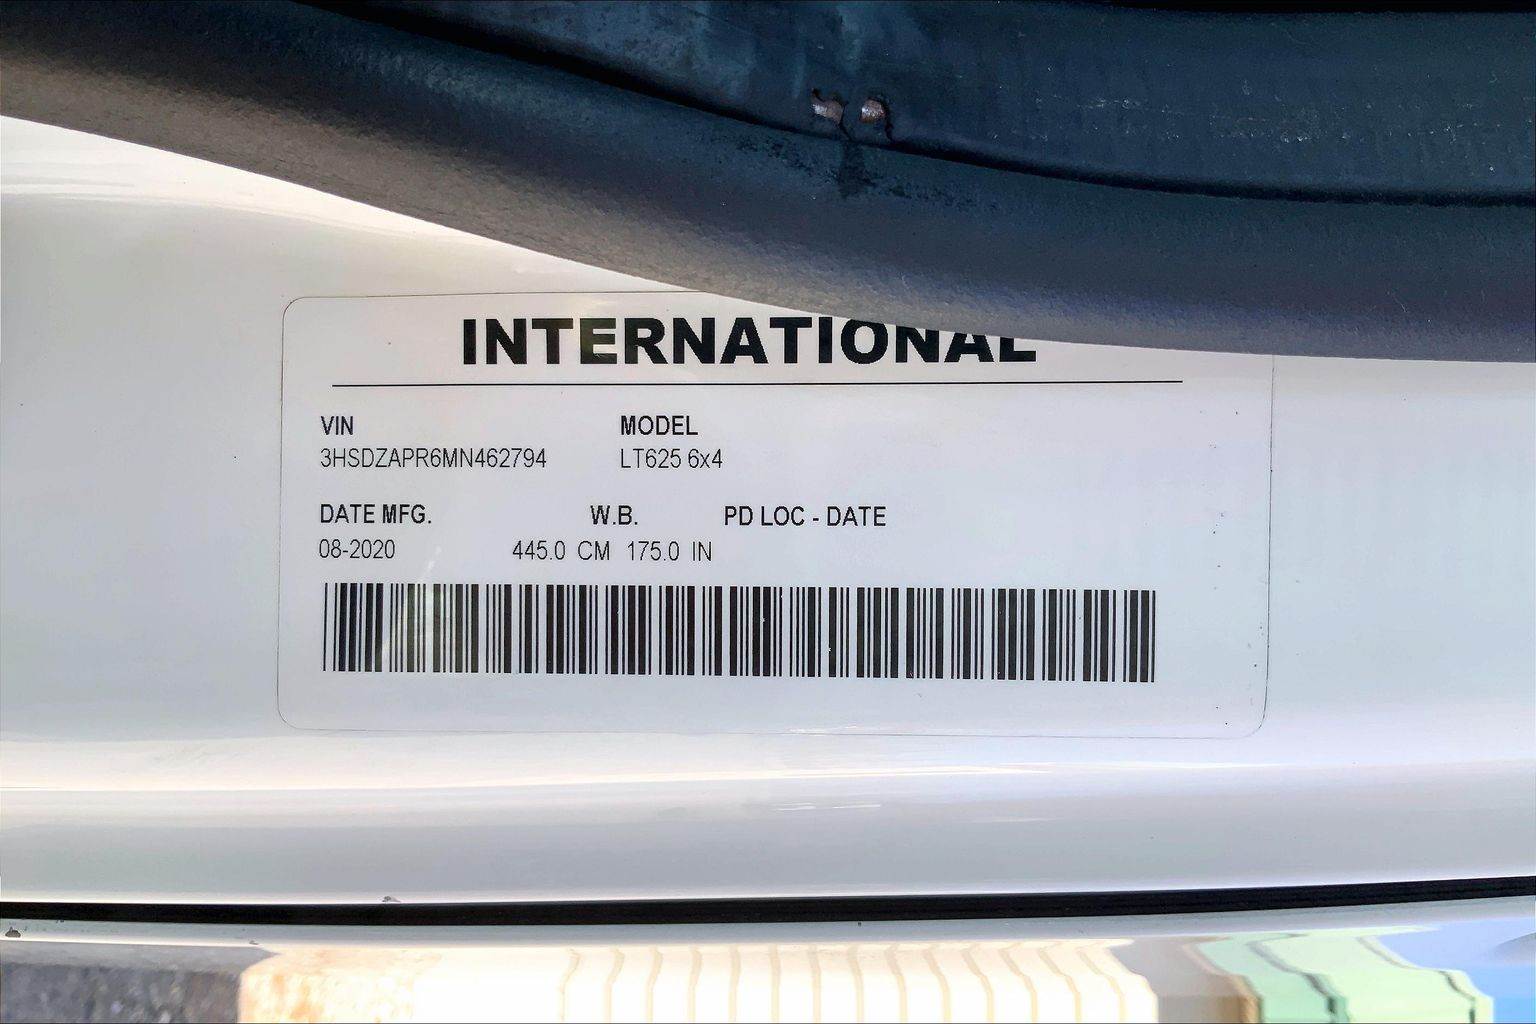 INTERNATIONAL
VIN MODEL
3HSDZAPR6MN462794 LT625 6x4
DATE MFG. W.B. PD LOC - DATE
08-2020 445.0 CM 175.0 IN